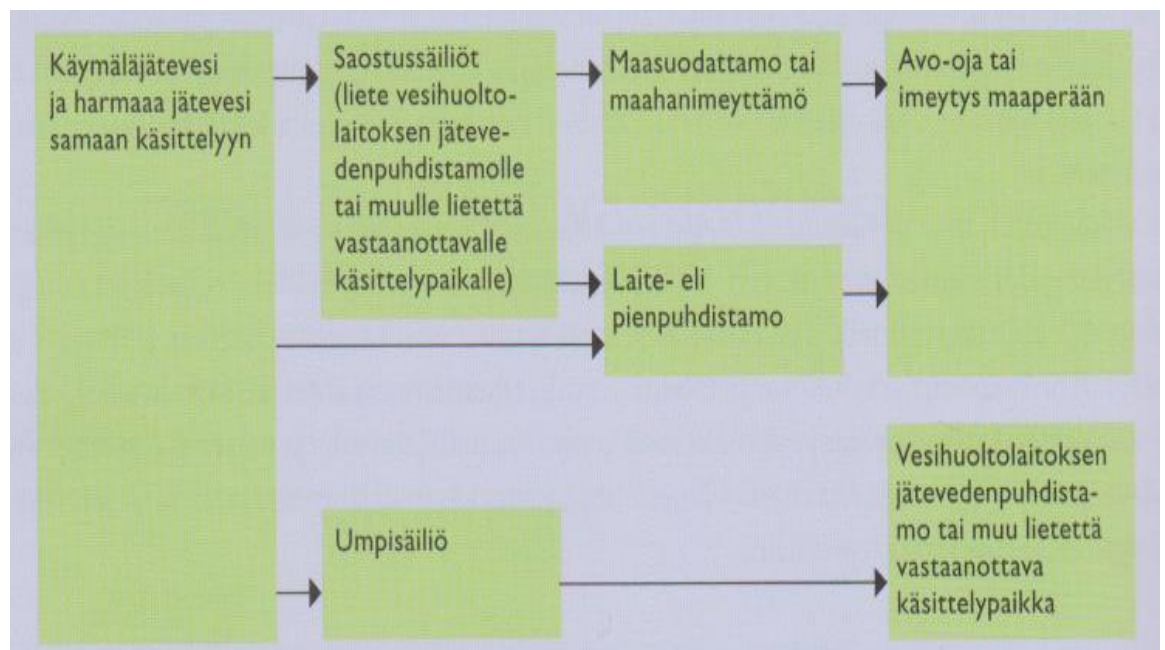 Käymäläjätevesi
ja harmaaa jätevesi
samaan käsittelyyn
Saostussäiliöt
(liete vesihuolto-
laitoksen jäteve-
denpuhdistamolle
tai muulle lietettä
vastaanottavalle
käsittelypaikalle)
Maasuodattamo tai
maahanimeyttämö
Avo-oja tai
imeytys maaperään
Laite- eli
pienpuhdistamo
Umpisäiliö
Vesihuoltolaitoksen
jätevedenpuhdista-
mo tai muu lietettä
vastaanottava
käsittelypaikka